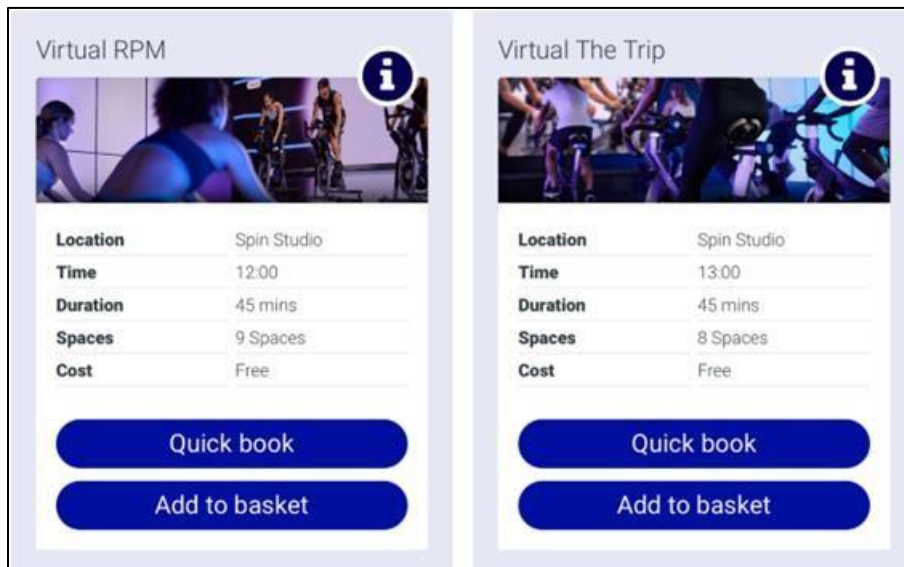 Virtual RPM
i
Location Spin Studio
Time 12:00
Duration 45 mins
Spaces 9 Spaces
Cost Free
Quick book
Add to basket
Virtual The Trip
i
Location Spin Studio
Time 13:00
Duration 45 mins
Spaces 8 Spaces
Cost Free
Quick book
Add to basket